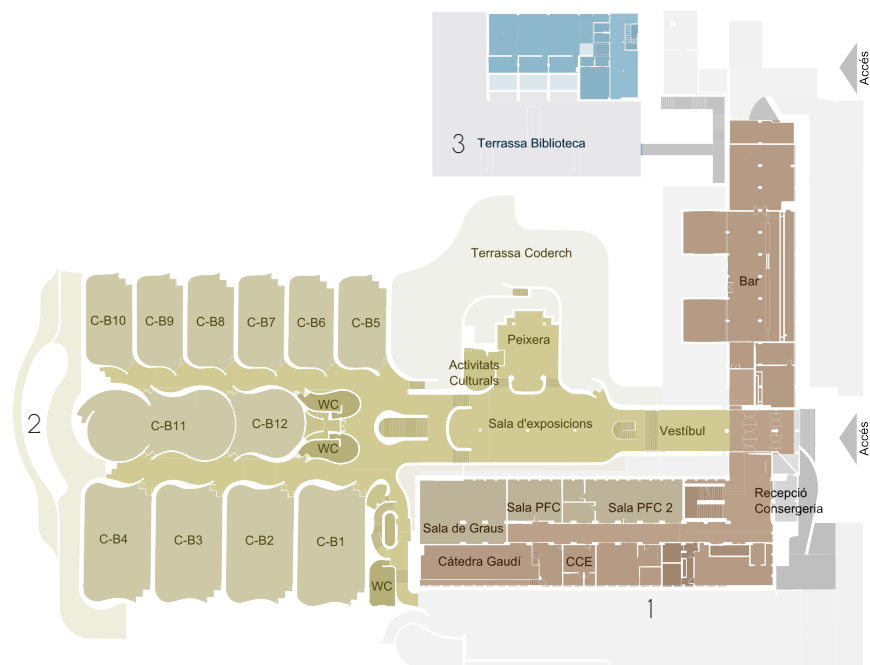 Accés
3 Terrassa Biblioteca
Terrassa Coderch
Bar
C-B10 C-B9 C-B8 C-B7 C-B6 C-B5
Peixera
Activitats
Culturals
WC
2 C-B11 C-B12 Sala d'exposicions Vestíbul Accés
WC
Recepció
Consergeria
Sala PFC Sala PFC 2
Sala de Graus
C-B4 C-B3 C-B2 C-B1
Cátedra Gaudí CCE
WC
1